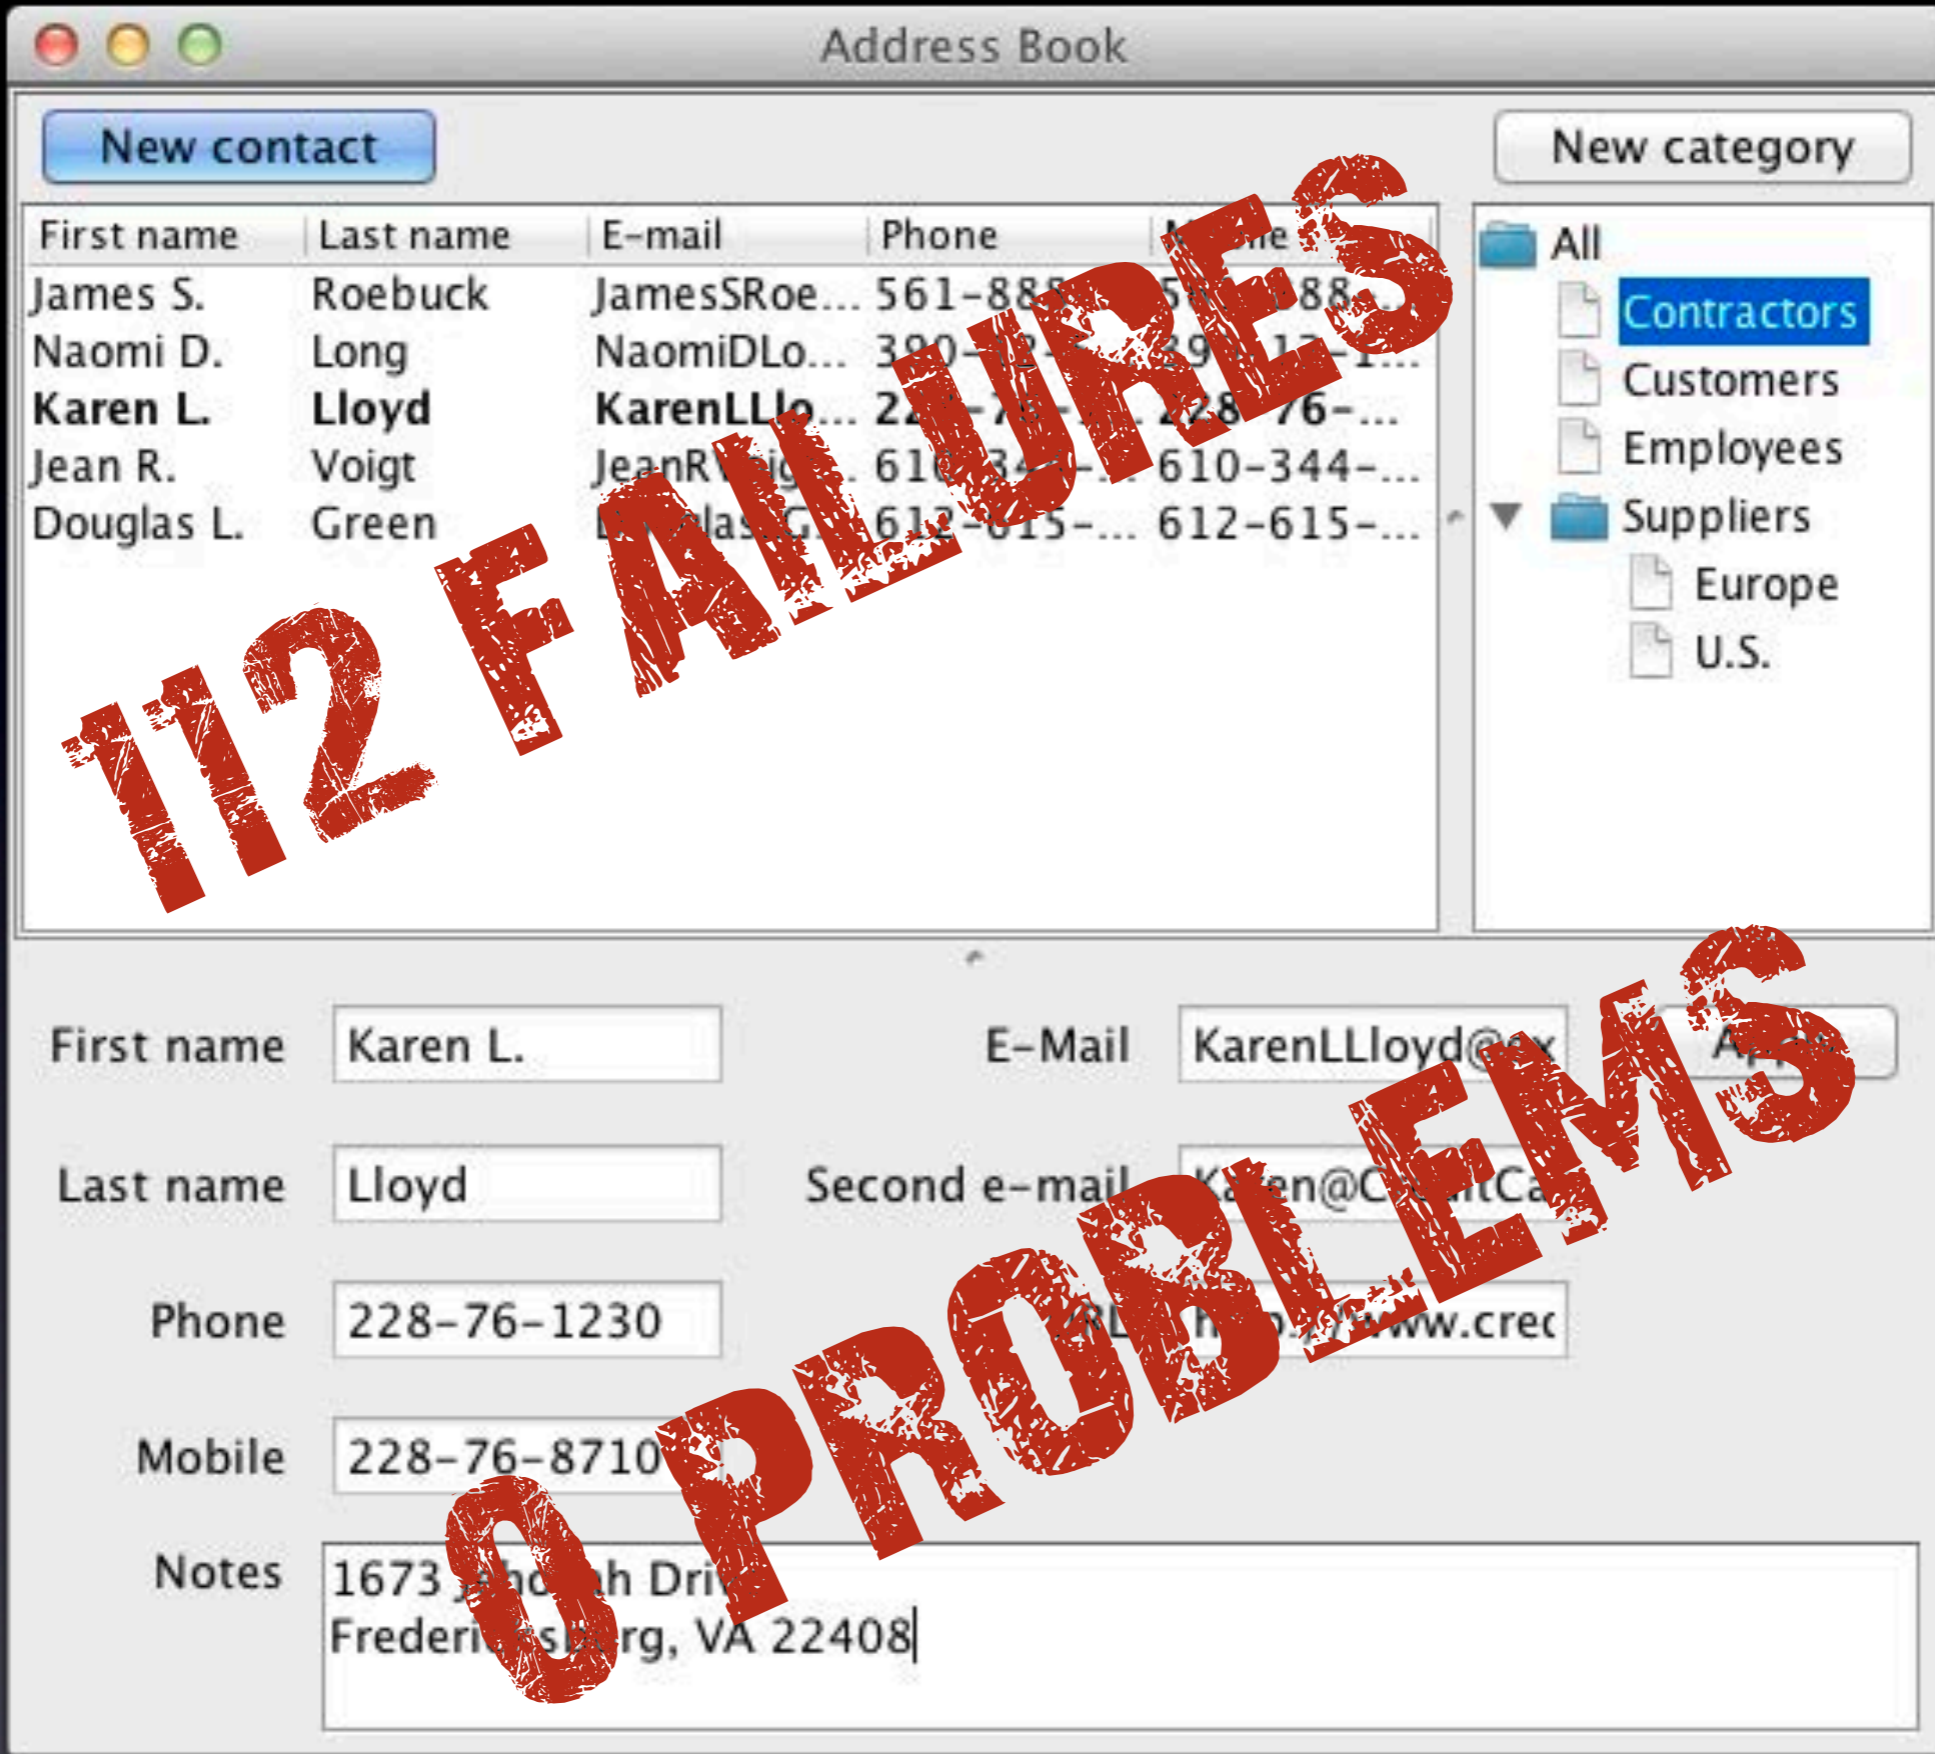 Address Book
New contact
New category
First name Last name E-mail Phone
James S. Roebuck JamesSRoe...
Naomi D. Long NaomiDLo...
Karen L. Lloyd KarenLLlo...
Jean R. Voigt 610-344-...
Douglas L. Green 612-615-... 612-615-...
All
Contractors
Customers
Employees
Suppliers
Europe
U.S.
112 FAILURES
First name Karen L. E-Mail KarenLLloyd@ex
Last name Lloyd Second e-mail
Phone 228-76-1230
Mobile 228-76-8710
Notes 1673
Fredericksburg, VA 22408
0 PROBLEMS